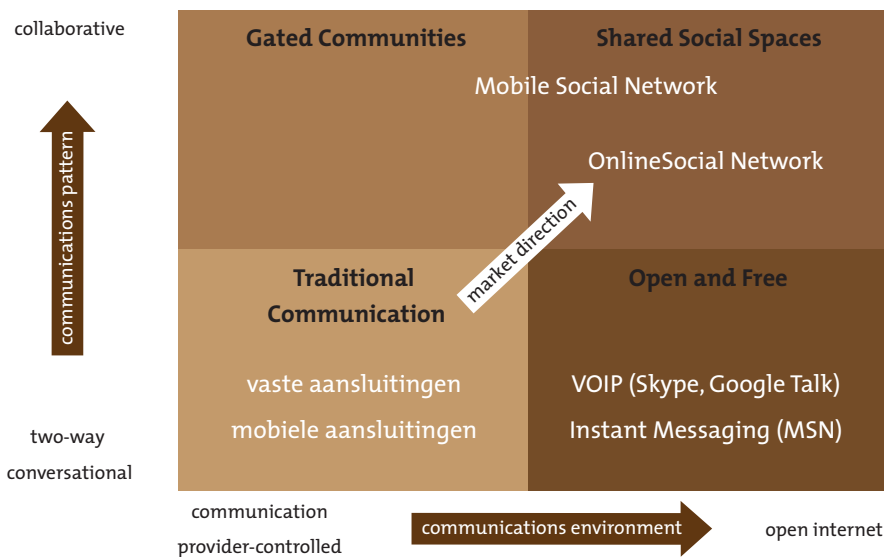 collaborative
communications pattern
two-way
conversational
Gated Communities
Shared Social Spaces
Mobile Social Network
OnlineSocial Network
market direction
Traditional
Communication
vaste aansluitingen
mobiele aansluitingen
Open and Free
VOIP (Skype, Google Talk)
Instant Messaging (MSN)
communication
provider-controlled
communications environment
open internet